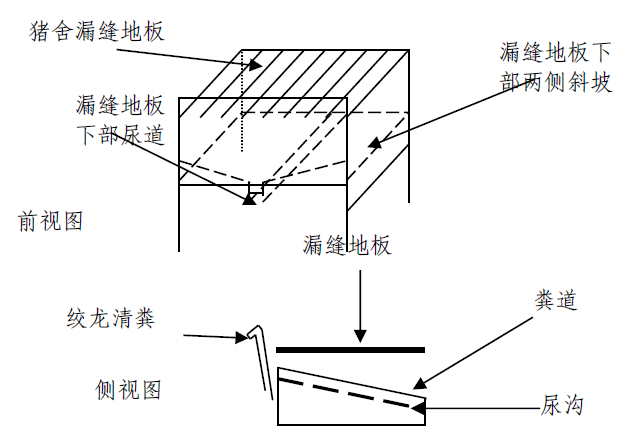 猪舍漏缝地板
漏缝地板下
部两侧斜坡
漏缝地板
下部尿道
前视图
漏缝地板
粪道
绞龙清粪
侧视图
尿沟